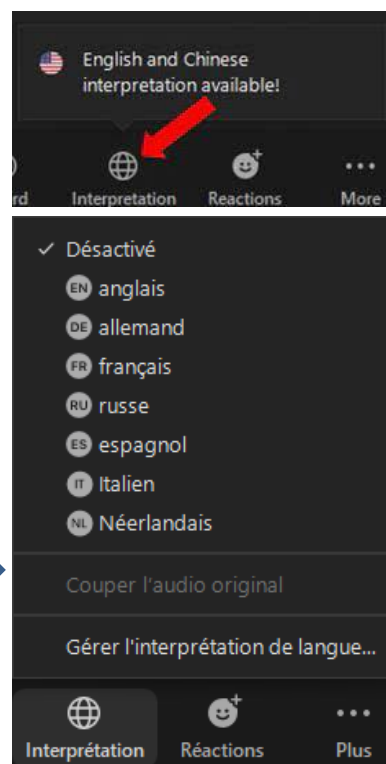 English and Chinese
interpretation available!
rd Interpretation Reactions More
Désactivé
EN anglais
DE allemand
FR français
RU russe
ES espagnol
IT Italien
NL Néerlandais
Couper l'audio original
Gérer l'interprétation de langue...
Interprétation Réactions Plus